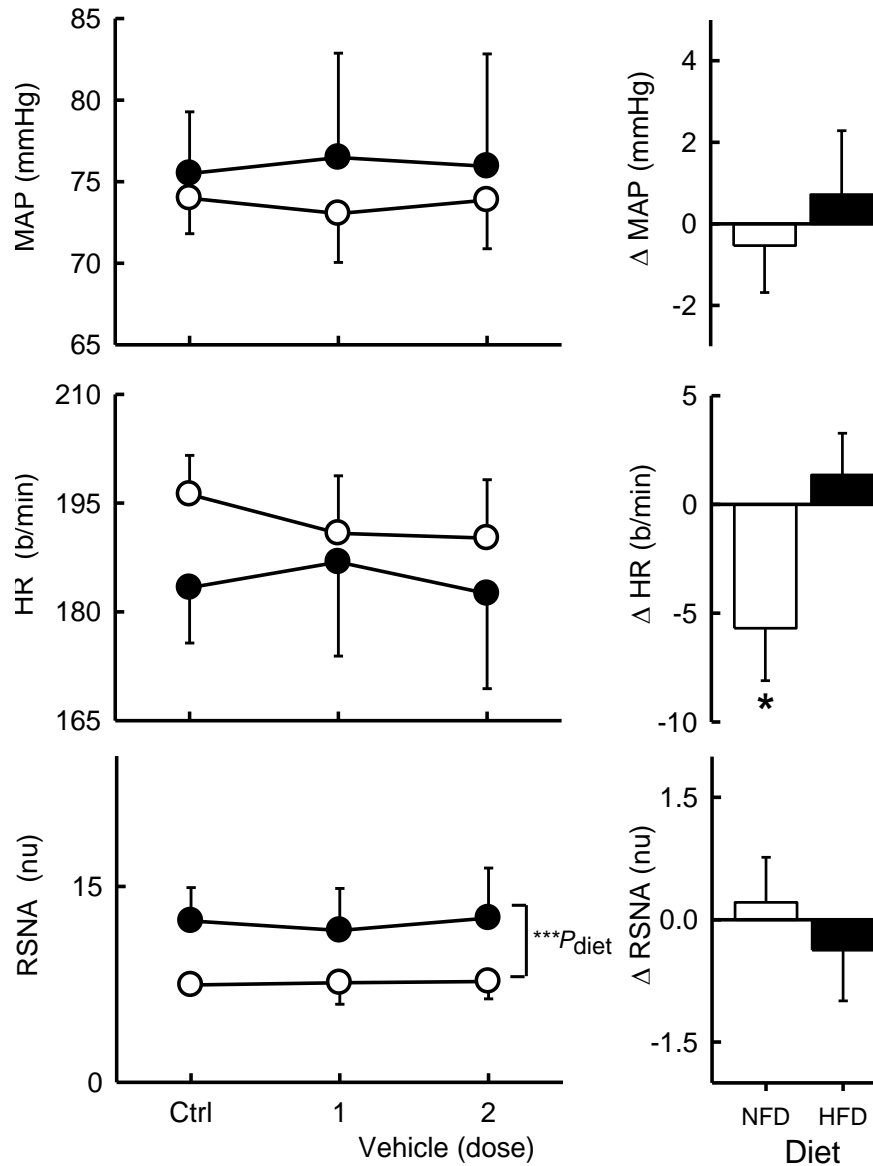 85
80
75
70
65
MAP (mmHg)
4
2
0
-2
Δ MAP (mmHg)
210
195
180
165
HR (b/min)
5
0
-5
-10
Δ HR (b/min)
*
15
0
RSNA (nu)
***Pdiet
Ctrl 1 2
Vehicle (dose)
1.5
0.0
-1.5
Δ RSNA (nu)
NFD HFD
Diet